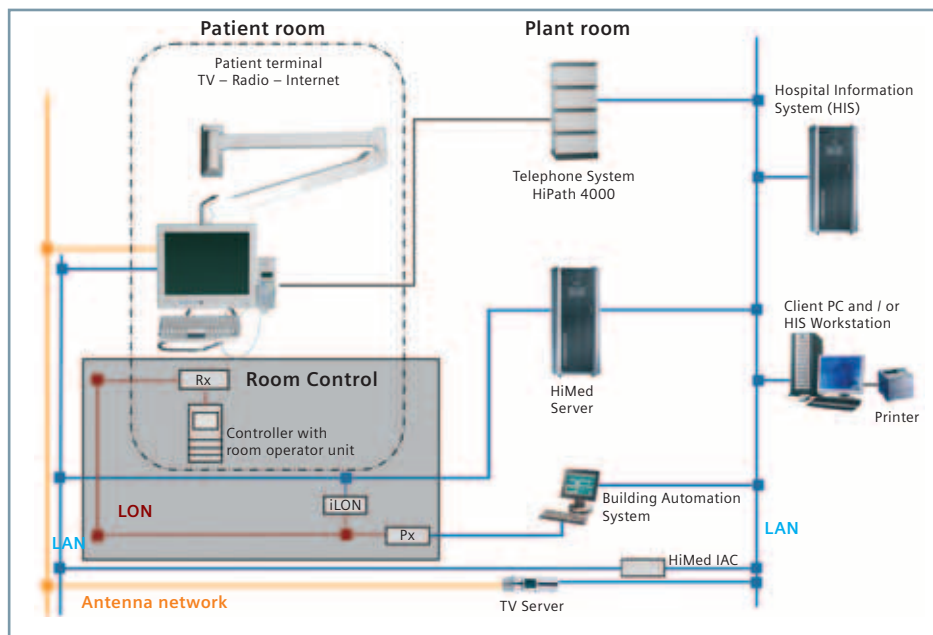 Patient room
Plant room
Patient terminal
TV – Radio – Internet
Hospital Information
System (HIS)
Telephone System
HiPath 4000
Client PC and / or
HIS Workstation
Room Control
Rx
HiMed
Server
Printer
Controller with
room operator unit
Building Automation
System
iLON
LON
Px
LAN
LAN
HiMed IAC
Antenna network
TV Server